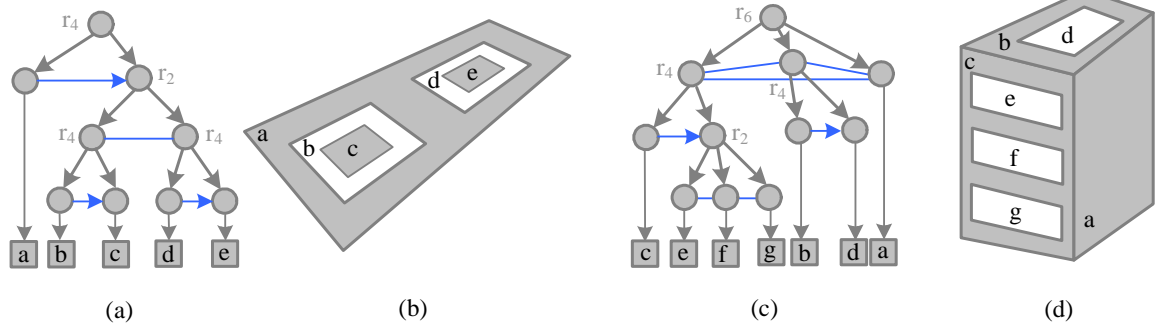 r4
r2
r4 r4
a b c d e
(a)
a b c d e
(b)
r6
r4 r4
r2
c e f g b d a
(c)
b d
c
e
f
g
a
(d)